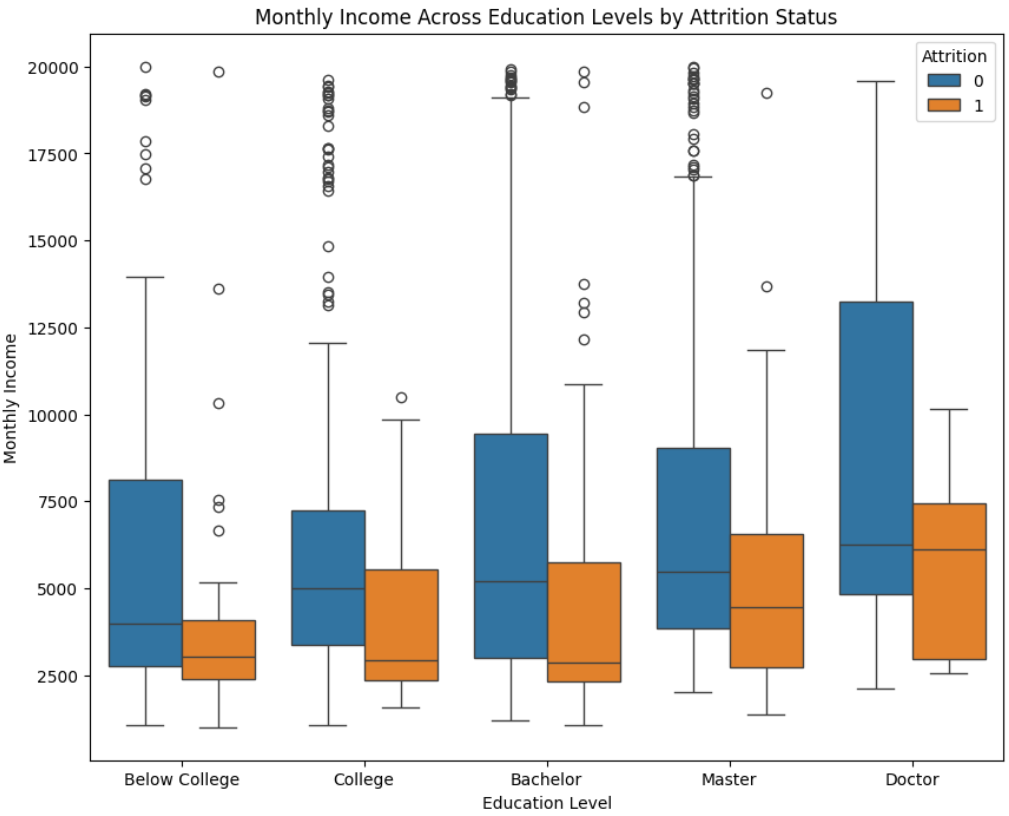 Monthly Income Across Education Levels by Attrition Status
Attrition
0
1
20000
17500
15000
12500
10000
7500
5000
2500
Monthly Income
Below College
College
Bachelor
Master
Doctor
Education Level